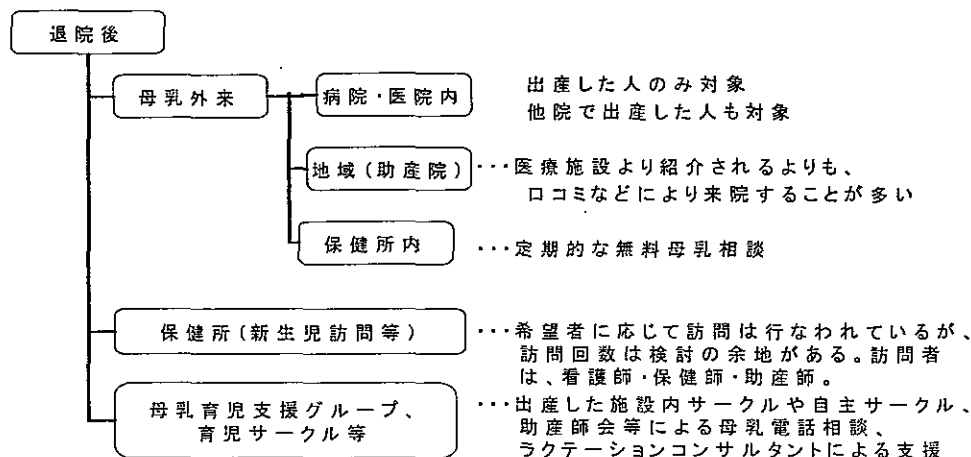 退院後
母乳外来
病院・医院内
出産した人のみ対象
他院で出産した人も対象
地域(助産院)
・・・医療施設より紹介されるよりも、
口コミなどにより来院することが多い
保健所内
・・・定期的な無料母乳相談
保健所(新生児訪問等)
・・・希望者に応じて訪問は行なわれているが、
訪問回数は検討の余地がある。訪問者
は、看護師・保健師・助産師。
母乳育児支援グループ、
育児サークル等
・・・出産した施設内サークルや自主サークル、
助産師会等による母乳電話相談、
ラクテーションコンサルタントによる支援